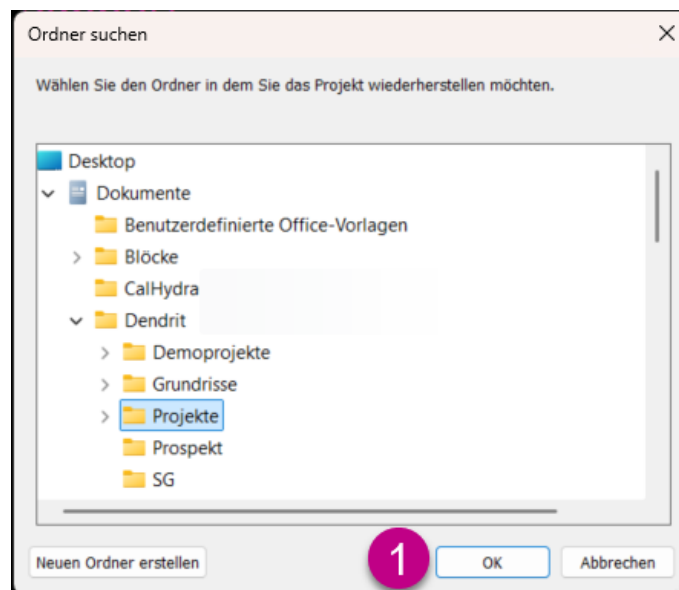 Ordner suchen
Wählen Sie den Ordner in dem Sie das Projekt wiederherstellen möchten.
Desktop
Dokumente
Benutzerdefinierte Office-Vorlagen
Blöcke
CalHydra
Dendrit
Demoprojekte
Grundrisse
Projekte
Prospekt
SG
Neuen Ordner erstellen
1
OK
Abbrechen